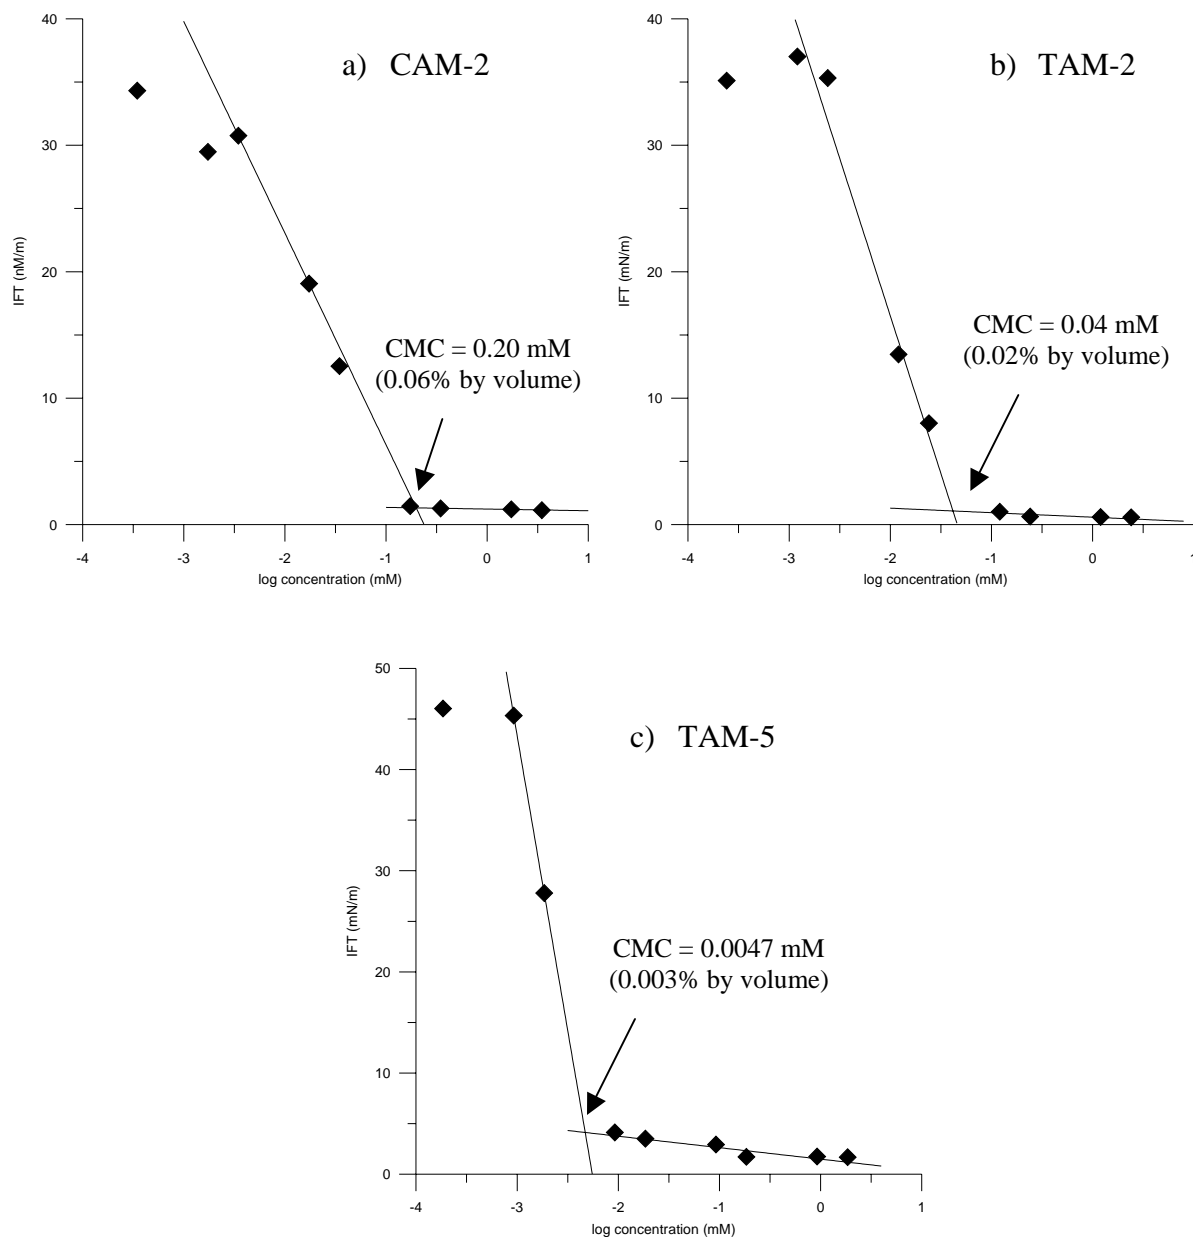 a) CAM-2
40
30
20
10
0
IFT (nM/m)
CMC = 0.20 mM
(0.06% by volume)
-4 -3 -2 -1 0 1
log concentration (mM)
b) TAM-2
40
30
20
10
0
IFT (mN/m)
CMC = 0.04 mM
(0.02% by volume)
-4 -3 -2 -1 0 1
log concentration (mM)
c) TAM-5
50
40
30
20
10
0
IFT (mN/m)
CMC = 0.0047 mM
(0.003% by volume)
-4 -3 -2 -1 0 1
log concentration (mM)